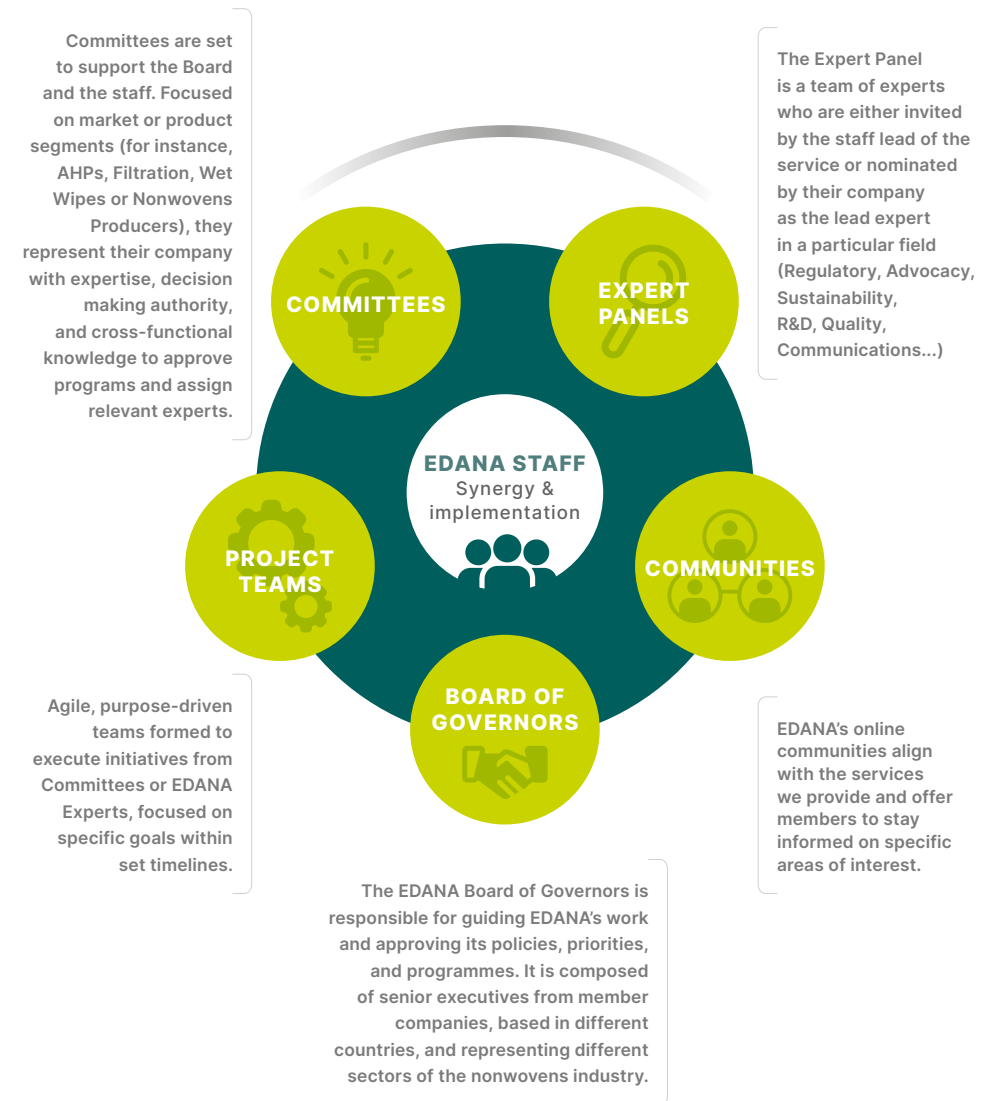 Committees are set
to support the Board
and the staff. Focused
on market or product
segments (for instance,
AHPs, Filtration, Wet
Wipes or Nonwovens
Producers), they
represent their company
with expertise, decision
making authority,
and cross-functional
knowledge to approve
programs and assign
relevant experts.
The Expert Panel
is a team of experts
who are either invited
by the staff lead of the
service or nominated
by their company
as the lead expert
in a particular field
(Regulatory, Advocacy,
Sustainability,
R&D, Quality,
Communications...)
COMMITTEES
EXPERT
PANELS
EDANA STAFF
Synergy &
implementation
PROJECT
TEAMS
COMMUNITIES
BOARD OF
GOVERNORS
Agile, purpose-driven
teams formed to
execute initiatives from
Committees or EDANA
Experts, focused on
specific goals within
set timelines.
EDANA’s online
communities align
with the services
we provide and offer
members to stay
informed on specific
areas of interest.
The EDANA Board of Governors is
responsible for guiding EDANA’s work
and approving its policies, priorities,
and programmes. It is composed
of senior executives from member
companies, based in different
countries, and representing different
sectors of the nonwovens industry.